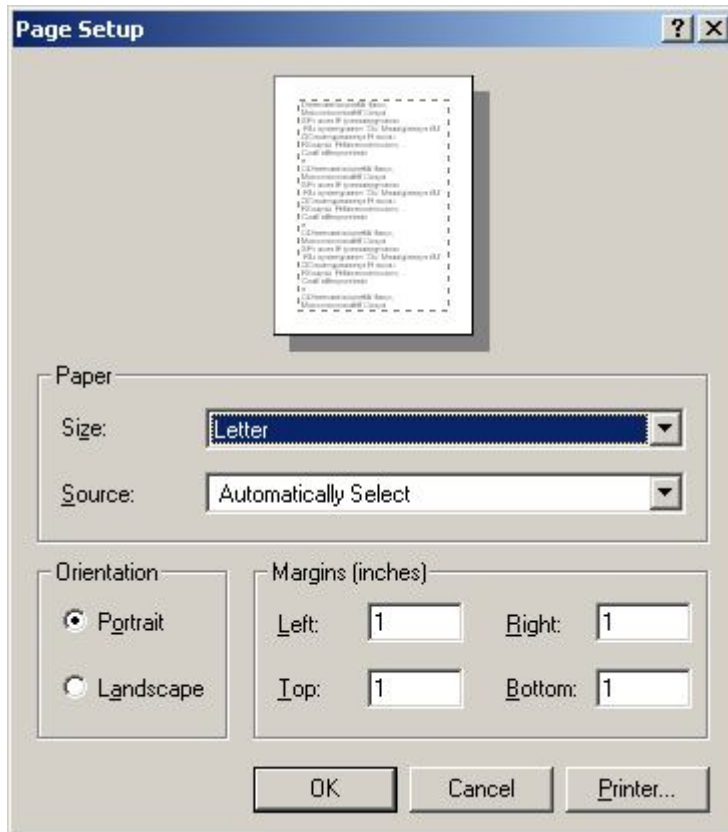 Page Setup
Paper
Size:
Letter
Source:
Automatically Select
Orientation
Portrait
Landscape
Margins (inches)
Left:
1
Right:
1
Top:
1
Bottom:
1
OK
Cancel
Printer...